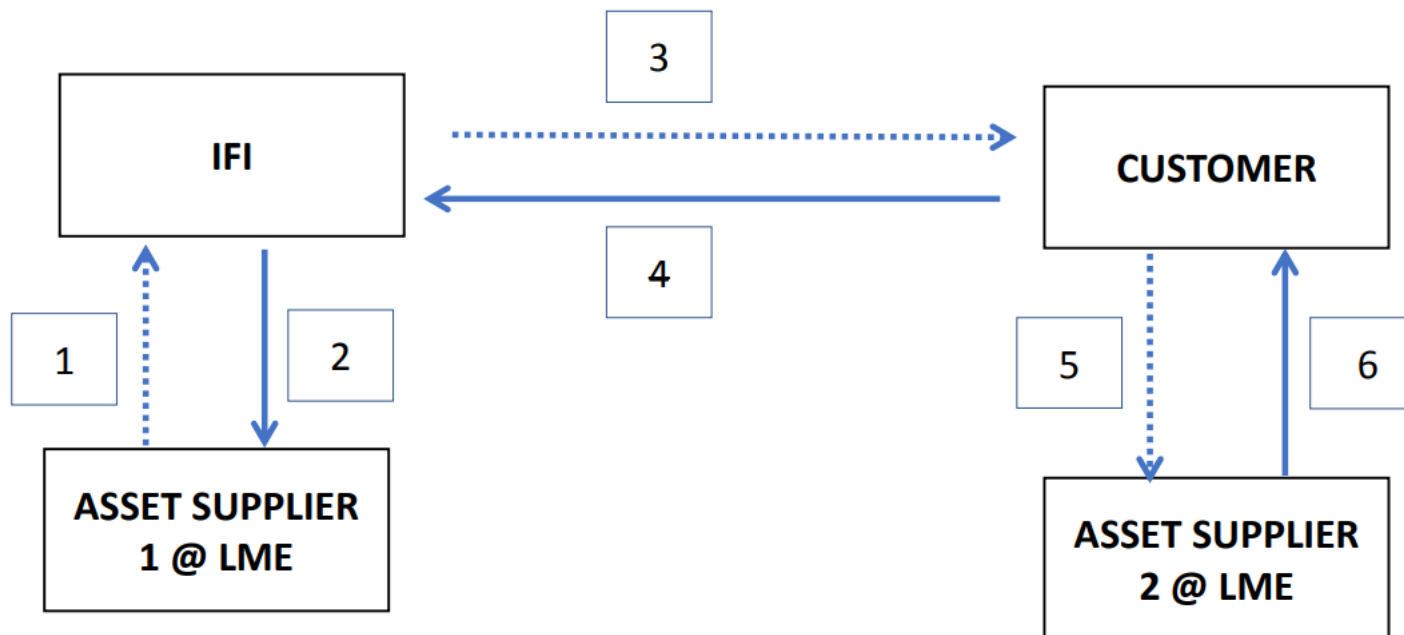 3
IFI
CUSTOMER
4
1
2
5
6
ASSET SUPPLIER
1 @ LME
ASSET SUPPLIER
2 @ LME